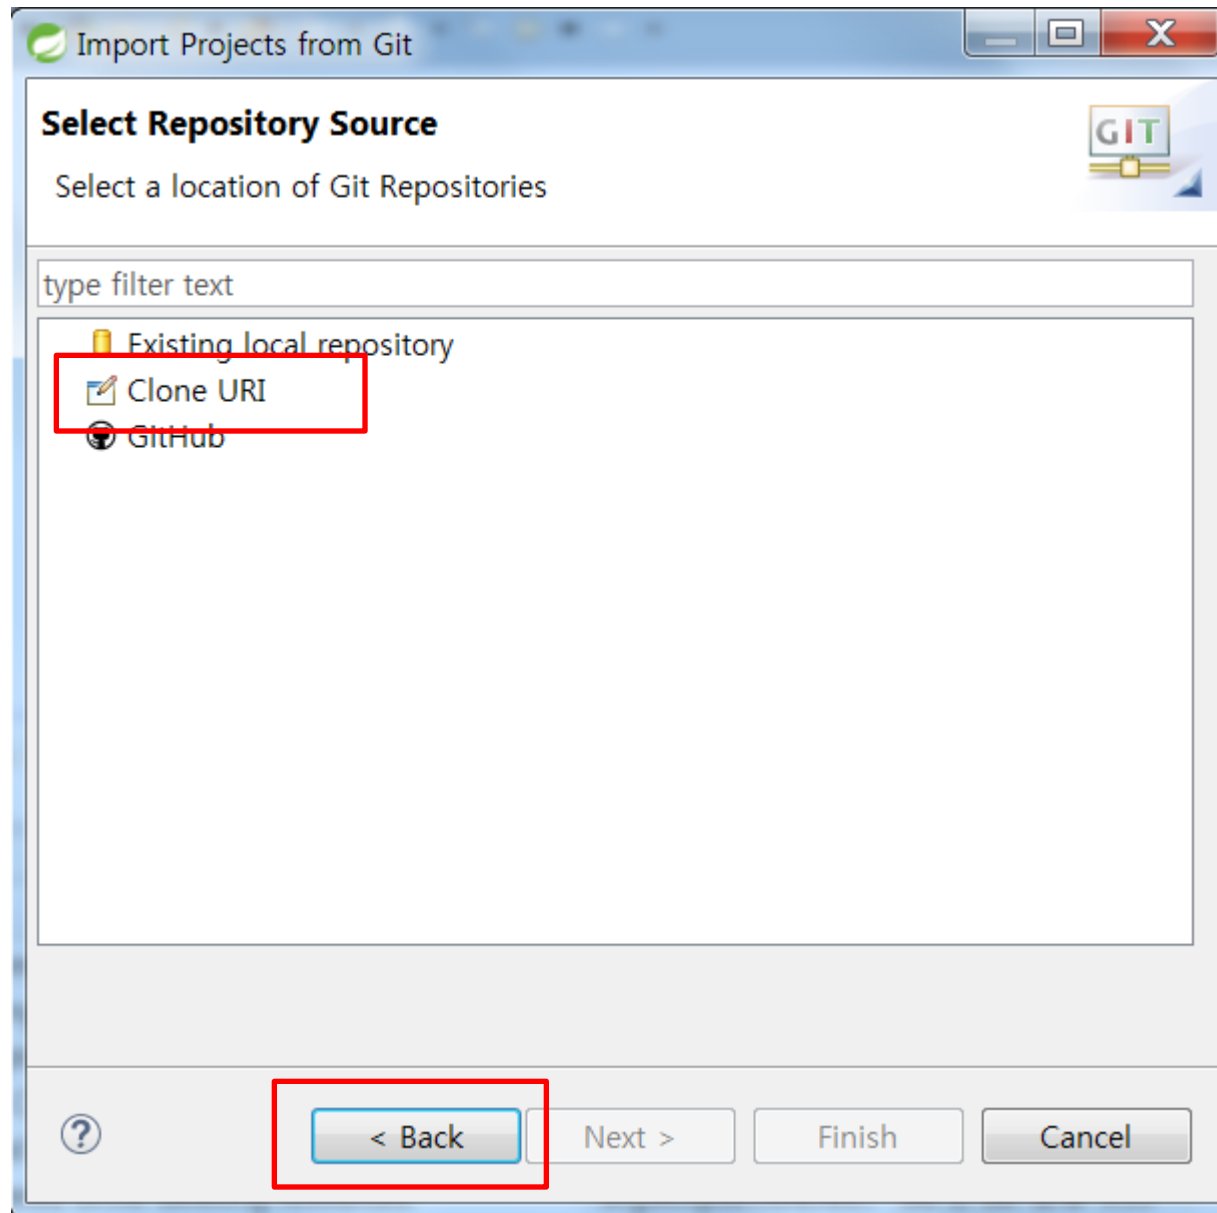 Import Projects from Git
Select Repository Source
GIT
Select a location of Git Repositories
type filter text
Existing local repository
Clone URI
GitHub
?
< Back
Next >
Finish
Cancel